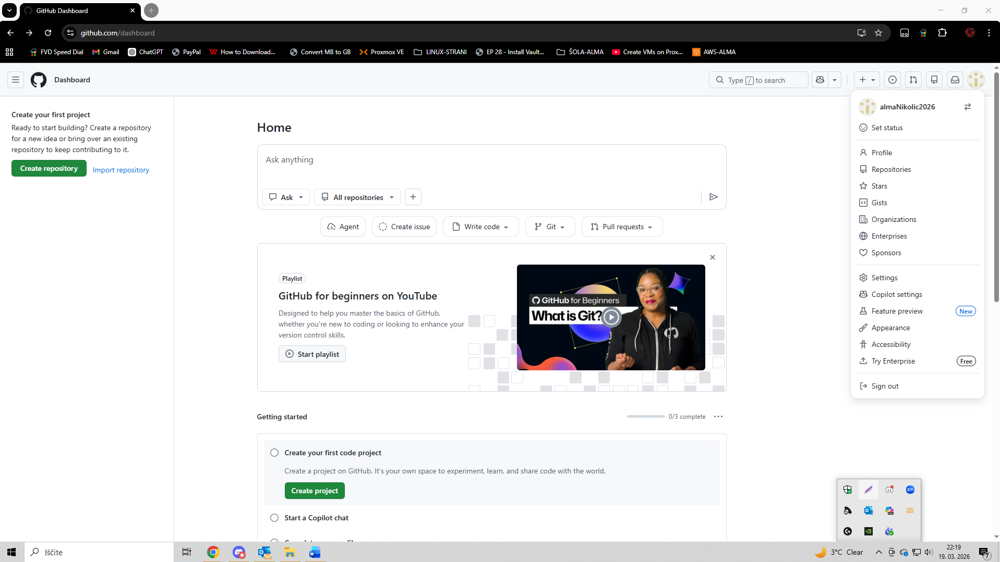 GitHub Dashboard
github.com/dashboard
FVD Speed Dial
Gmail
ChatGPT
PayPal
How to Download...
Convert MB to GB
Proxmox VE
LINUX-STRANI
EP 28 - Install Vault...
ŠOLA-ALMA
Create VMs on Prox...
AWS-ALMA
Dashboard
Type / to search
almaNikolic2026
Set status
Profile
Repositories
Stars
Gists
Organizations
Enterprises
Sponsors
Settings
Copilot settings
Feature preview New
Appearance
Accessibility
Try Enterprise Free
Sign out
Create your first project
Ready to start building? Create a repository
for a new idea or bring over an existing
repository to keep contributing to it.
Create repository
Import repository
Home
Ask anything
Ask
All repositories
Agent
Create issue
Write code
Git
Pull requests
Playlist
GitHub for beginners on YouTube
Designed to help you master the basics of GitHub,
whether you're new to coding or looking to enhance your
version control skills.
Start playlist
GitHub for Beginners
What is Git?
Getting started
0/3 complete
Create your first code project
Create a project on GitHub. It's your own space to experiment, learn, and share code with the world.
Create project
Start a Copilot chat
zm
Iščite
3°C Clear
22:19
19. 03. 2026
7